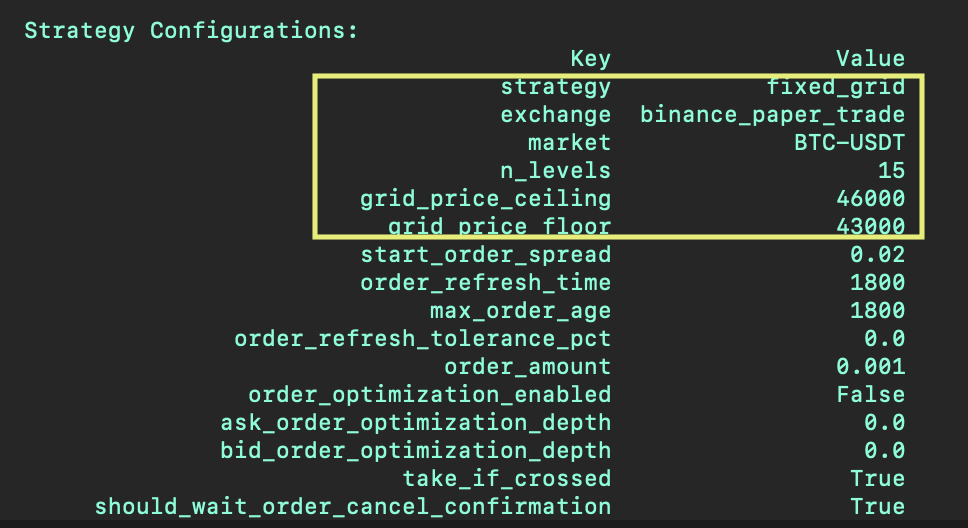 Strategy Configurations:
Key Value
strategy fixed_grid
exchange binance_paper_trade
market BTC-USDT
n_levels 15
grid_price_ceiling 46000
grid_price_floor 43000
start_order_spread 0.02
order_refresh_time 1800
max_order_age 1800
order_refresh_tolerance_pct 0.0
order_amount 0.001
order_optimization_enabled False
ask_order_optimization_depth 0.0
bid_order_optimization_depth 0.0
take_if_crossed True
should_wait_order_cancel_confirmation True